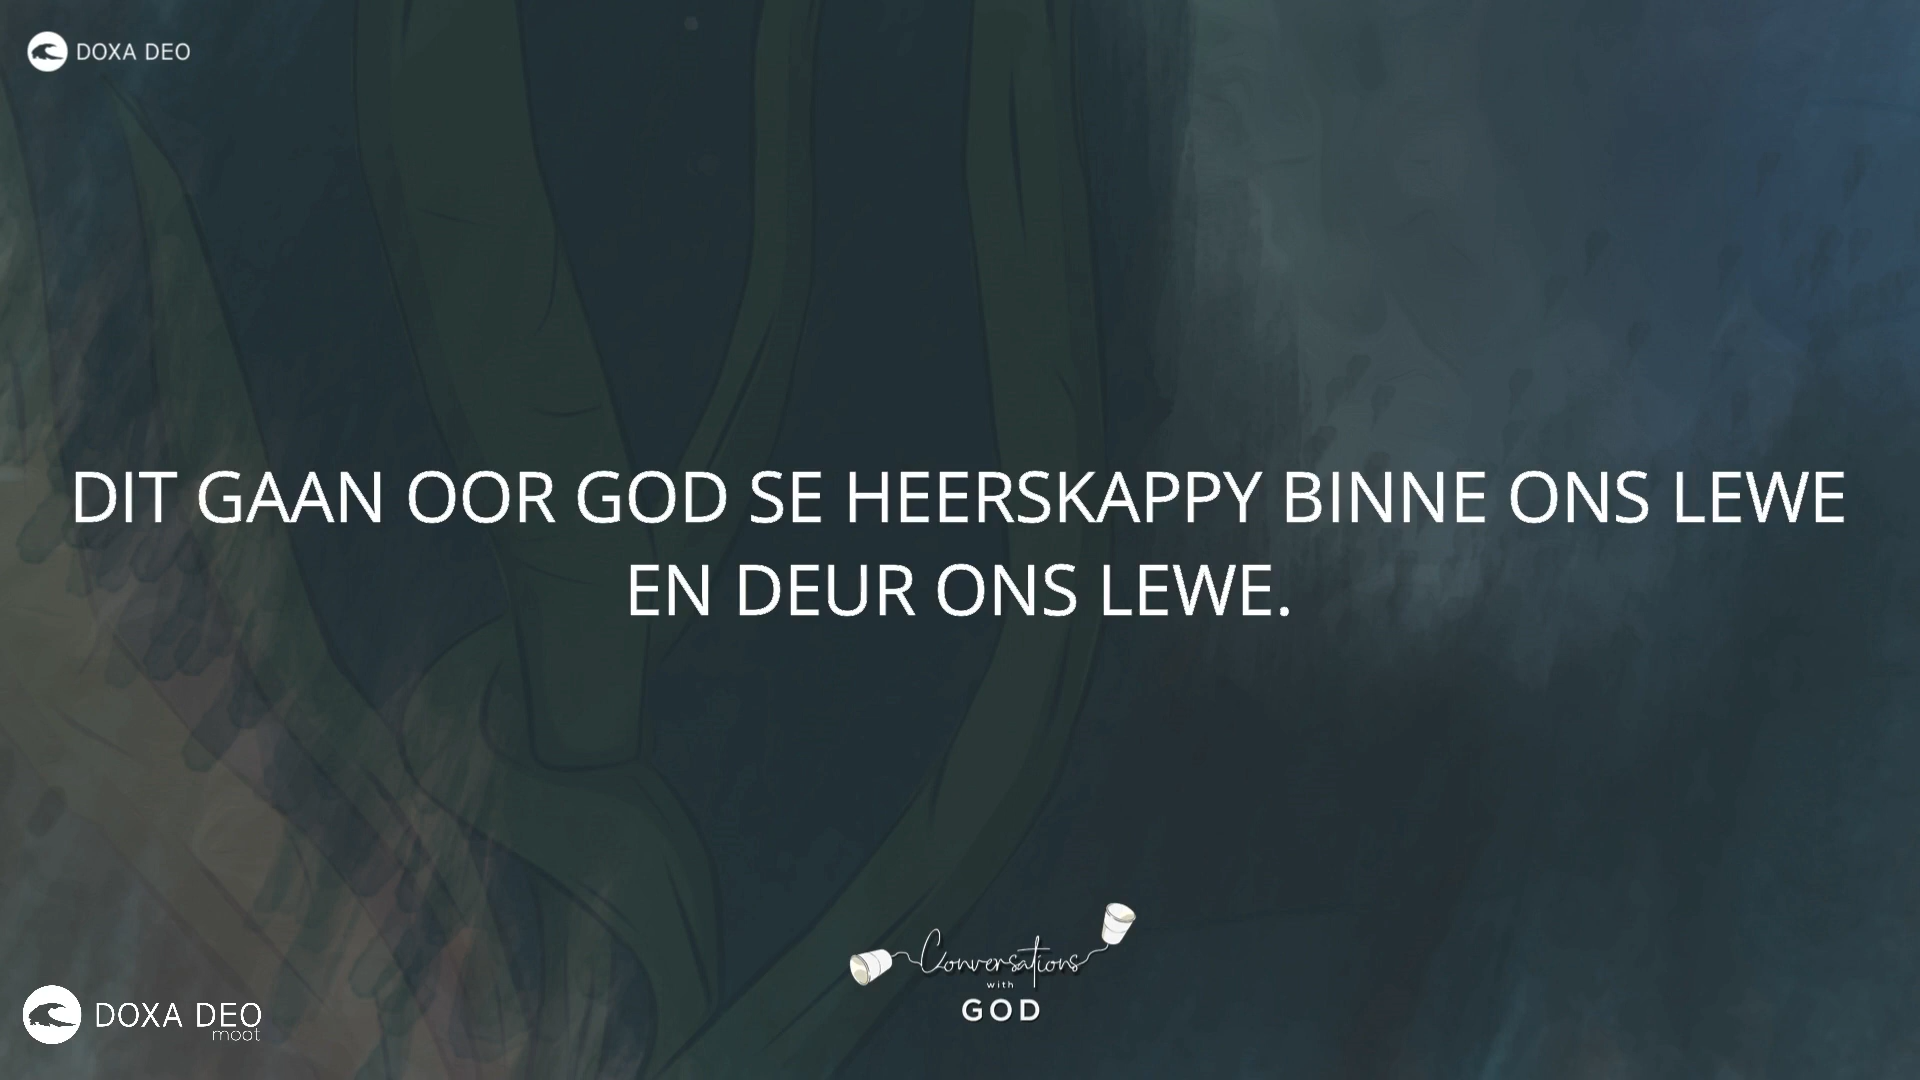 DOXA DEO
DIT GAAN OOR GOD SE HEERSKAPPY BINNE ONS LEWE
EN DEUR ONS LEWE.
Conversations
with
GOD
DOXA DEO
moot